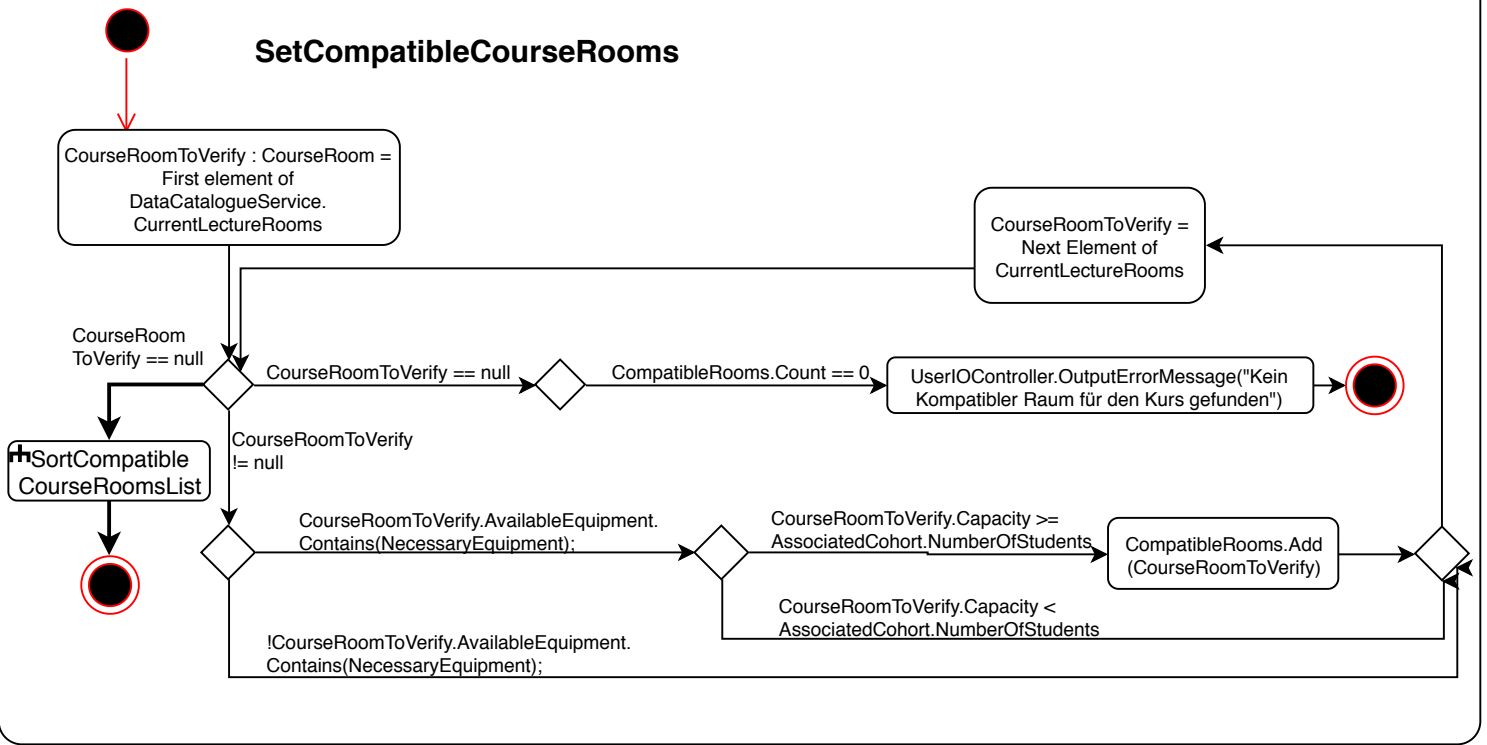 SetCompatibleCourseRooms
CourseRoomToVerify : CourseRoom =
First element of
DataCatalogueService.
CurrentLectureRooms
CourseRoomToVerify =
Next Element of
CurrentLectureRooms
CourseRoom
ToVerify == null
CourseRoomToVerify == null
CompatibleRooms.Count == 0
UserIOController.OutputErrorMessage("Kein
Kompatibler Raum für den Kurs gefunden")
CourseRoomToVerify
!= null
SortCompatible
CourseRoomsList
CourseRoomToVerify.AvailableEquipment.
Contains(NecessaryEquipment);
CourseRoomToVerify.Capacity >=
AssociatedCohort.NumberOfStudents
CompatibleRooms.Add
(CourseRoomToVerify)
CourseRoomToVerify.Capacity <
AssociatedCohort.NumberOfStudents
!CourseRoomToVerify.AvailableEquipment.
Contains(NecessaryEquipment);